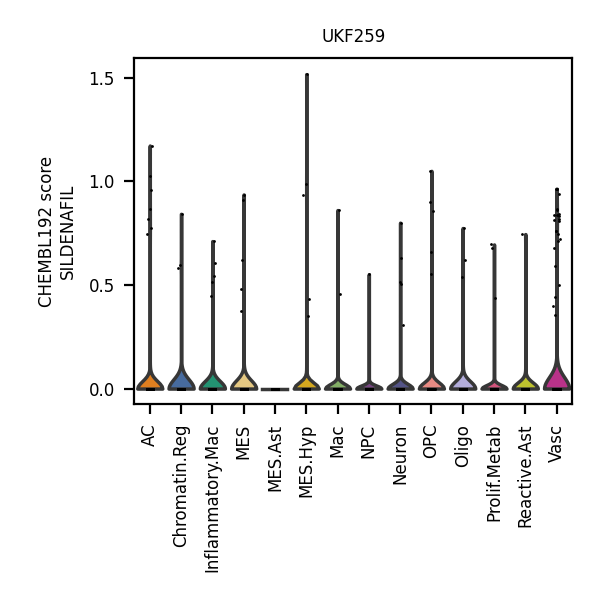 UKF259
CHEMBL192 score
SILDENAFIL
1.5
1.0
0.5
0.0
AC
Chromatin.Reg
Inflammatory.Mac
MES
MES.Ast
MES.Hyp
Mac
NPC
Neuron
OPC
Oligo
Prolif.Metab
Reactive.Ast
Vasc